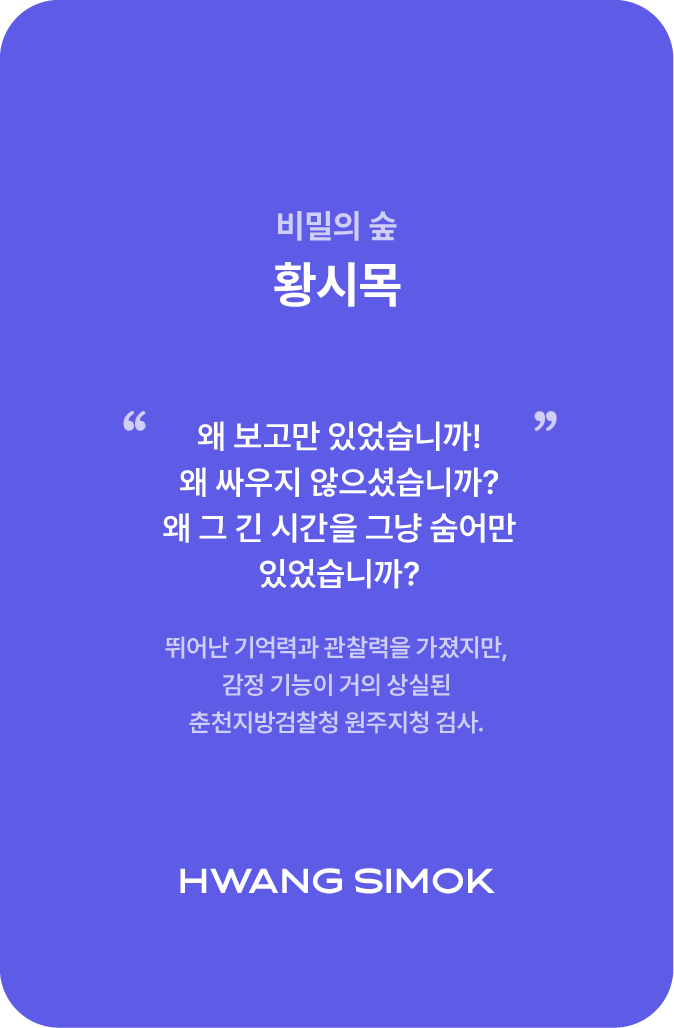 비밀의 숲
황시목
“ 왜 보고만 있었습니까! ”
왜 싸우지 않으셨습니까?
왜 그 긴 시간을 그냥 숨어만
있었습니까?
뛰어난 기억력과 관찰력을 가졌지만,
감정 기능이 거의 상실된
춘천지방검찰청 원주지청 검사.
HWANG SIMOK